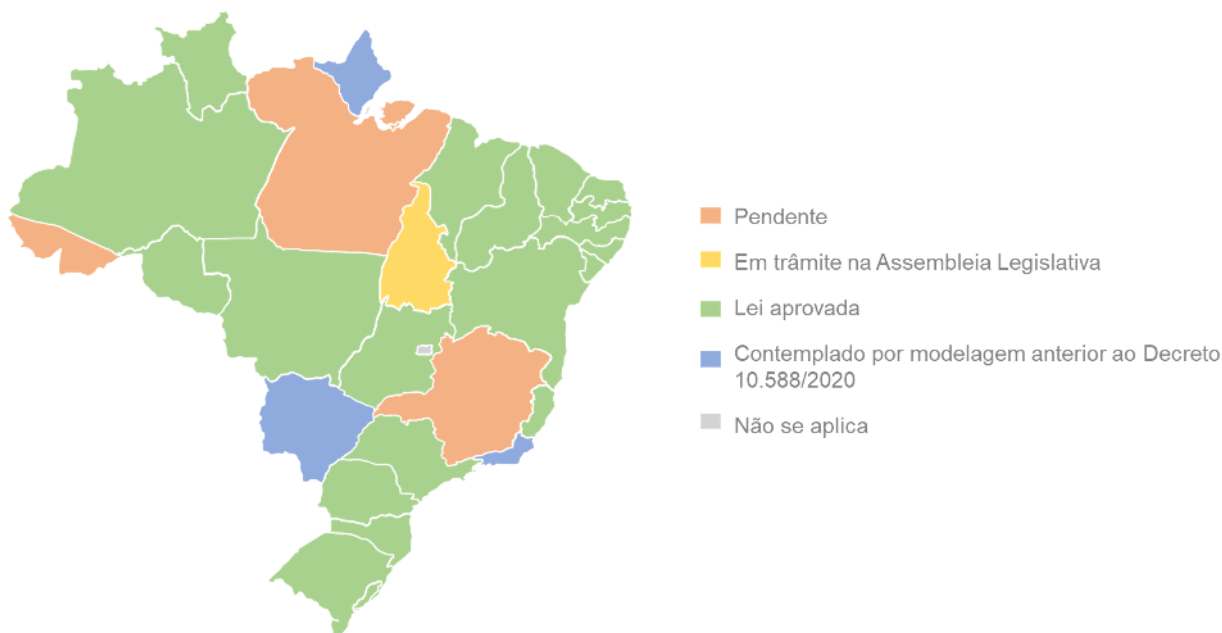 Pendente
Em trâmite na Assembleia Legislativa
Lei aprovada
Contemplado por modelagem anterior ao Decreto
10.588/2020
Não se aplica